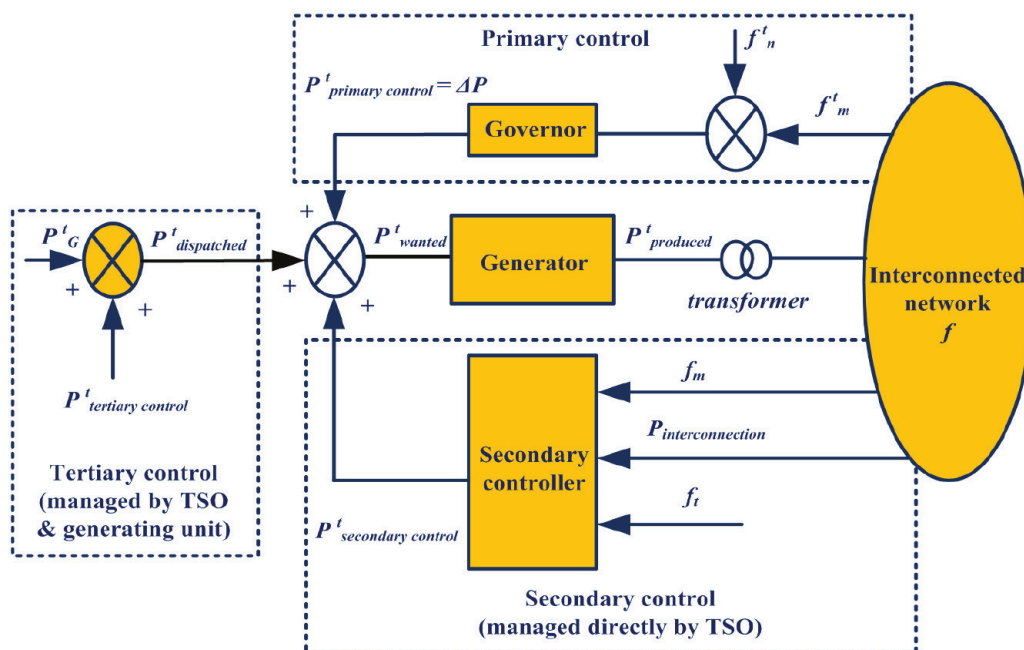 Primary control
f^t_n
P^t_primary control = ΔP
f^t_m
Governor
+
P^t_G
P^t_dispatched
+
+
+
+
+
P^t_wanted
Generator
P^t_produced
transformer
Interconnected
network
f
P^t_tertiary control
Tertiary control
(managed by TSO
& generating unit)
f_m
P_interconnection
Secondary
controller
f_t
P^t_secondary control
Secondary control
(managed directly by TSO)